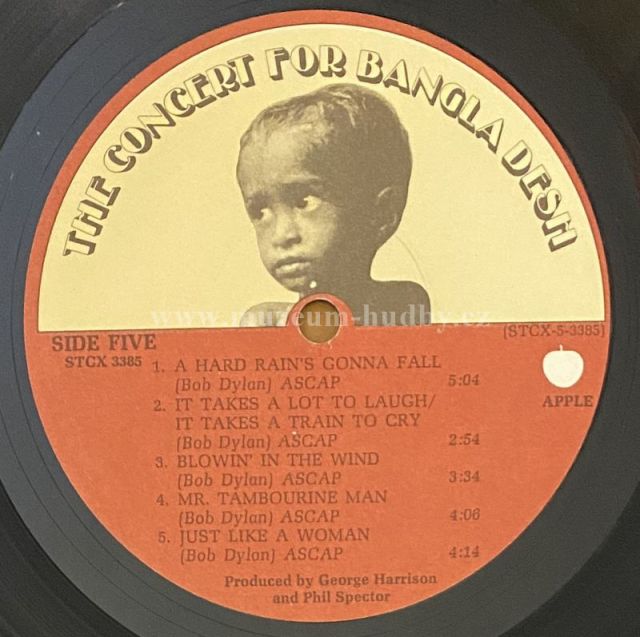 THE CONCERT FOR BANGLA DESH
www.muzeum-hudby.cz
SIDE FIVE
STCX 3385
(STCX-5-3385)
APPLE
1. A HARD RAIN'S GONNA FALL
(Bob Dylan) ASCAP 5:04
2. IT TAKES A LOT TO LAUGH/
IT TAKES A TRAIN TO CRY
(Bob Dylan) ASCAP 2:54
3. BLOWIN' IN THE WIND
(Bob Dylan) ASCAP 3:34
4. MR. TAMBOURINE MAN
(Bob Dylan) ASCAP 4:06
5. JUST LIKE A WOMAN
(Bob Dylan) ASCAP 4:14
Produced by George Harrison
and Phil Spector